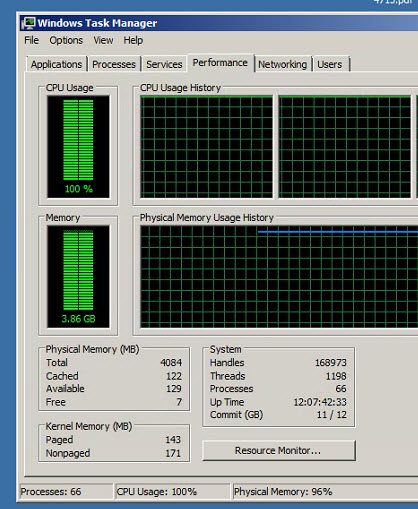 4713.pdf
Windows Task Manager
File Options View Help
Applications Processes Services Performance Networking Users
CPU Usage CPU Usage History
100 %
Memory Physical Memory Usage History
3.86 GB
Physical Memory (MB) System
Total 4084 Handles 168973
Cached 122 Threads 1198
Available 129 Processes 66
Free 7 Up Time 12:07:42:33
Commit (GB) 11 / 12
Kernel Memory (MB)
Paged 143
Nonpaged 171
Resource Monitor...
Processes: 66 CPU Usage: 100% Physical Memory: 96%